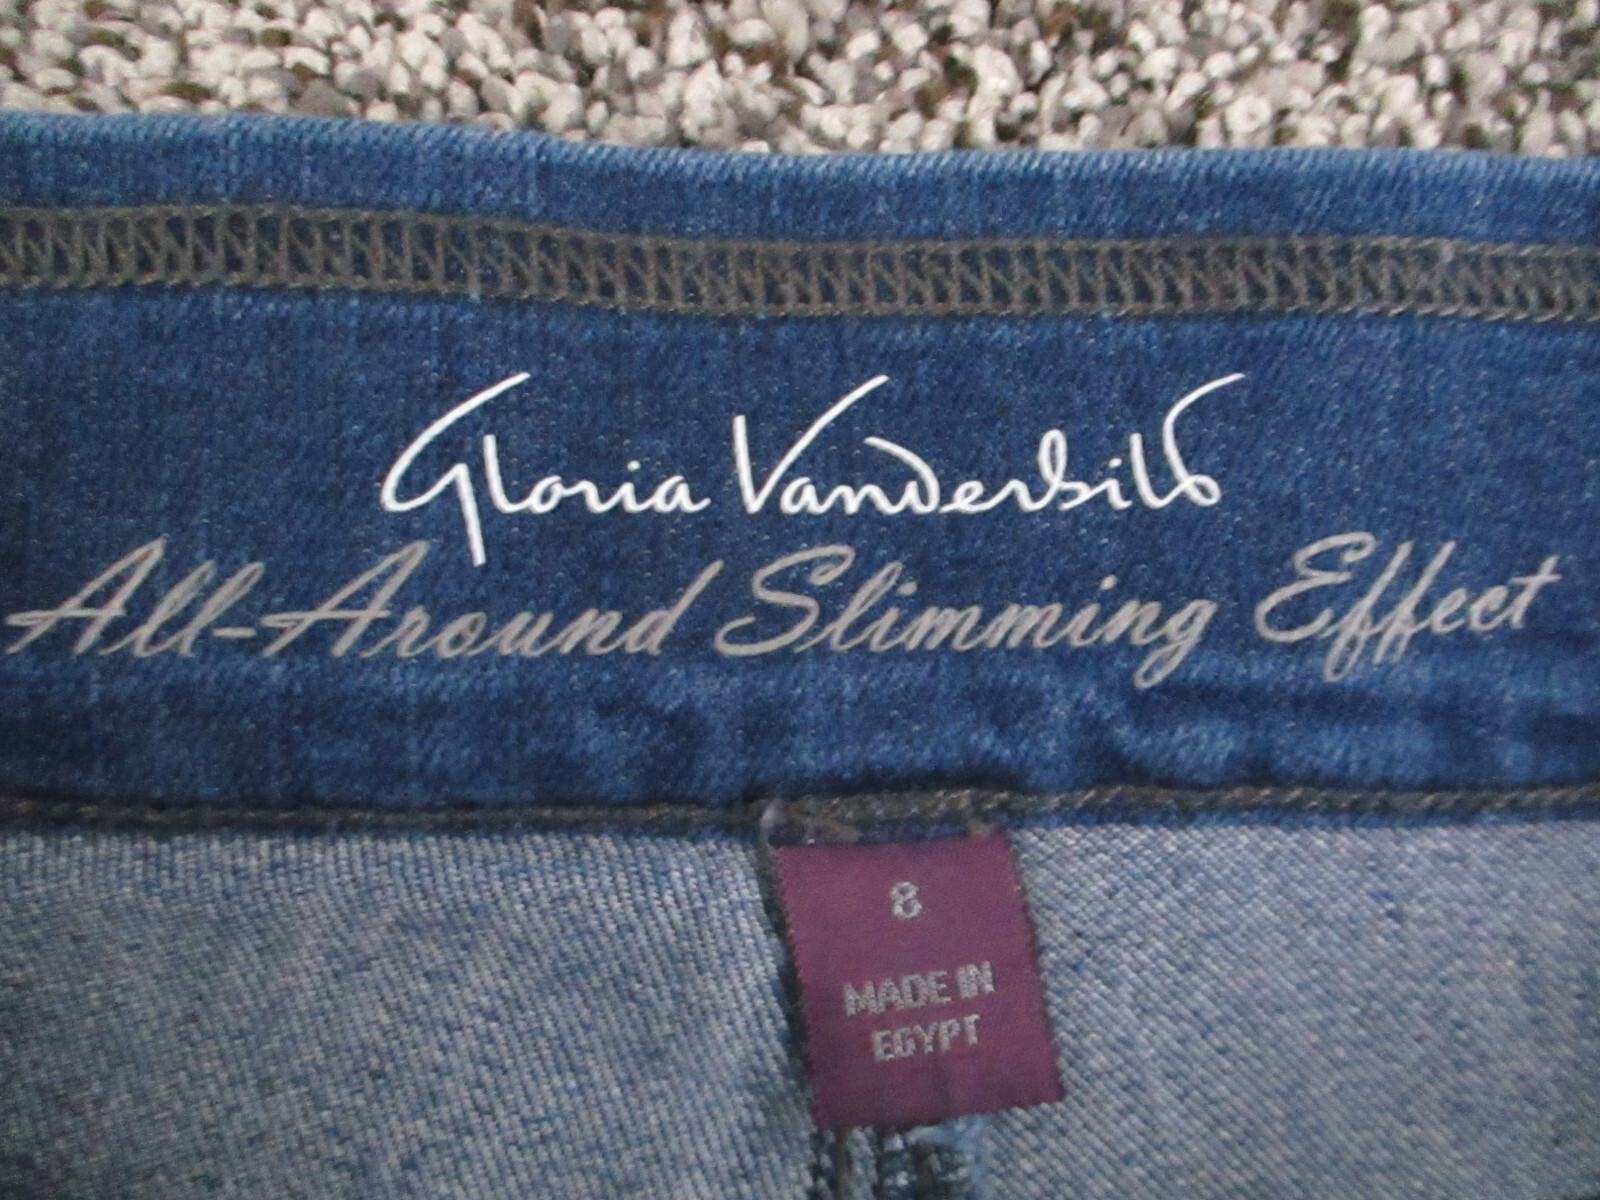 Gloria Vanderbilt
All-Around Slimming Effect
8
MADE IN
EGYPT